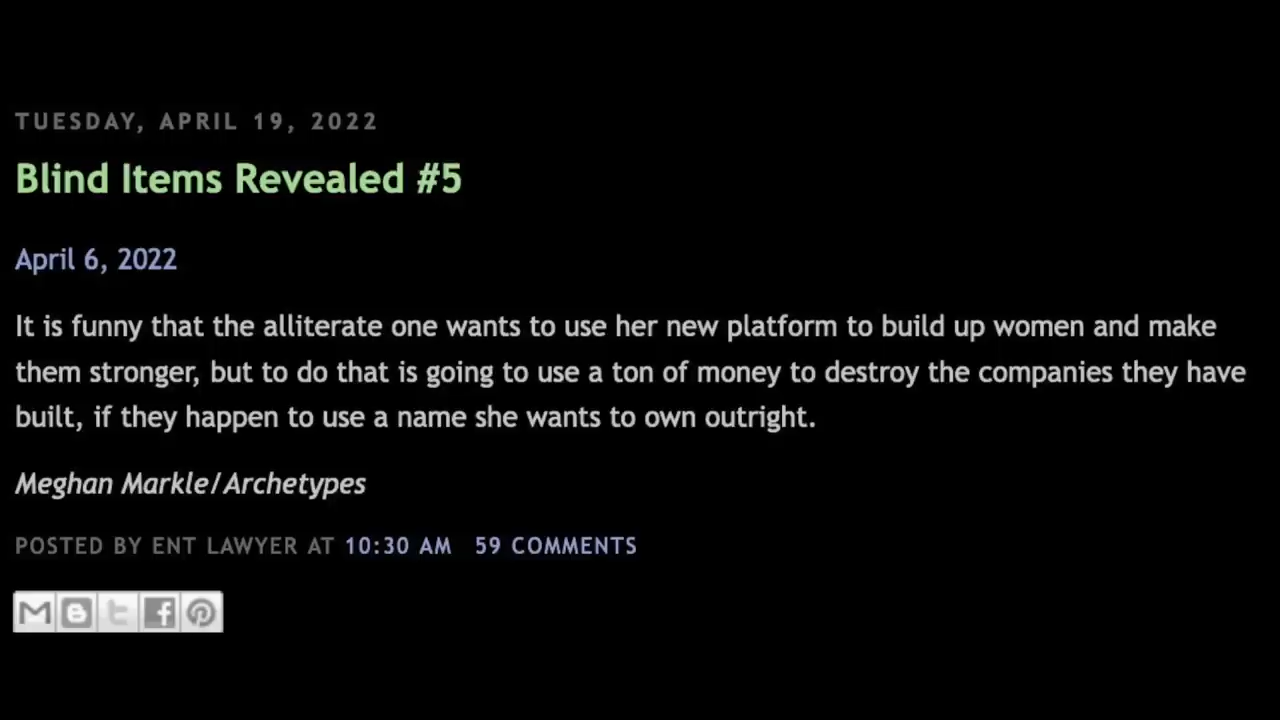 TUESDAY, APRIL 19, 2022
Blind Items Revealed #5
April 6, 2022
It is funny that the alliterate one wants to use her new platform to build up women and make
them stronger, but to do that is going to use a ton of money to destroy the companies they have
built, if they happen to use a name she wants to own outright.
Meghan Markle/Archetypes
POSTED BY ENT LAWYER AT 10:30 AM 59 COMMENTS